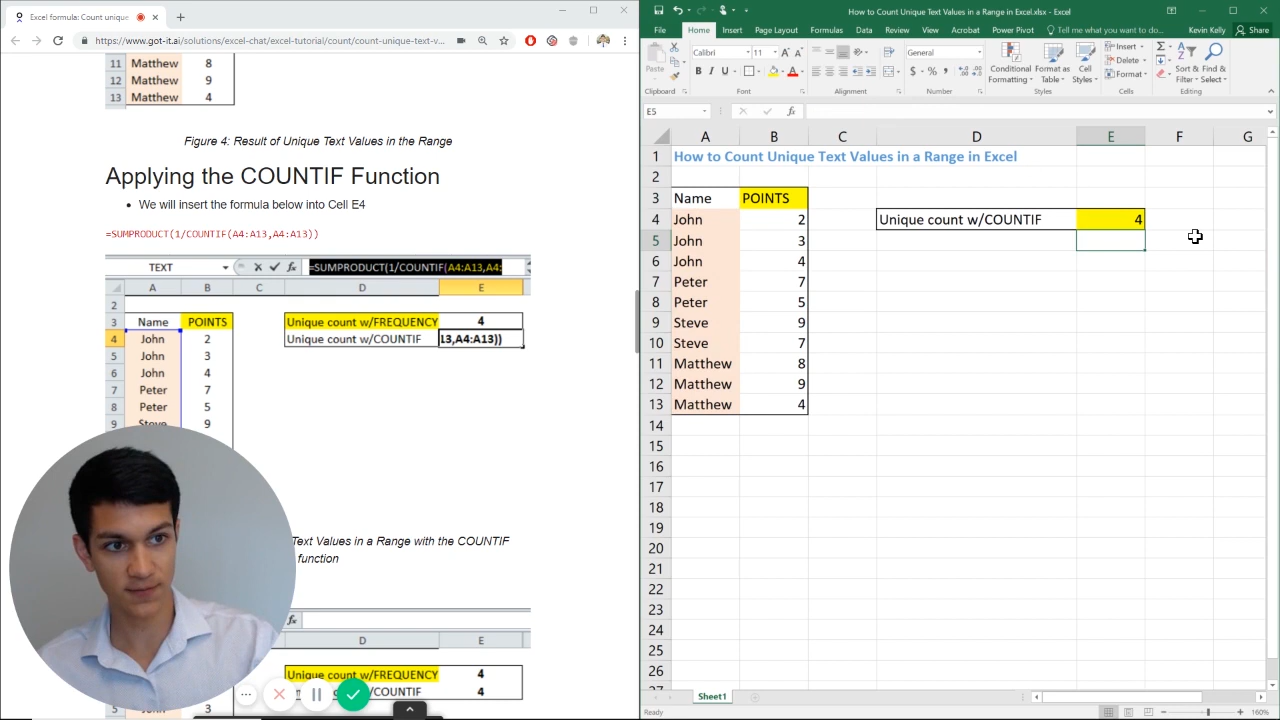 Excel formula: Count unique
https://www.got-it.ai/solutions/excel-chat/excel-tutorial/count/count-unique-text-v...
11 Matthew 8
12 Matthew 9
13 Matthew 4
Figure 4: Result of Unique Text Values in the Range
Applying the COUNTIF Function
• We will insert the formula below into Cell E4
=SUMPRODUCT(1/COUNTIF(A4:A13,A4:A13))
TEXT =SUMPRODUCT(1/COUNTIF(A4:A13,A4:
A B C D E
2
3 Name POINTS Unique count w/FREQUENCY 4
4 John 2 Unique count w/COUNTIF 13,A4:A13))
5 John 3
6 John 4
7 Peter 7
8 Peter 5
9 Steve 9
Text Values in a Range with the COUNTIF
function
D E
Unique count w/FREQUENCY 4
w/COUNTIF 4
5 3
How to Count Unique Text Values in a Range in Excel.xlsx - Excel
File Home Insert Page Layout Formulas Data Review View Acrobat Power Pivot Tell me what you want to do... Kevin Kelly Share
Paste Calibri 11 General Conditional Formatting Format as Table Cell Styles Insert Delete Format Sort & Filter Find & Select
B I U $ % ,
Clipboard Font Alignment Number Styles Cells Editing
E5 fx
A B C D E F G
1 How to Count Unique Text Values in a Range in Excel
2
3 Name POINTS
4 John 2 Unique count w/COUNTIF 4
5 John 3
6 John 4
7 Peter 7
8 Peter 5
9 Steve 9
10 Steve 7
11 Matthew 8
12 Matthew 9
13 Matthew 4
14
15
16
17
18
19
20
21
22
23
24
25
26
27
Sheet1
Ready 160%